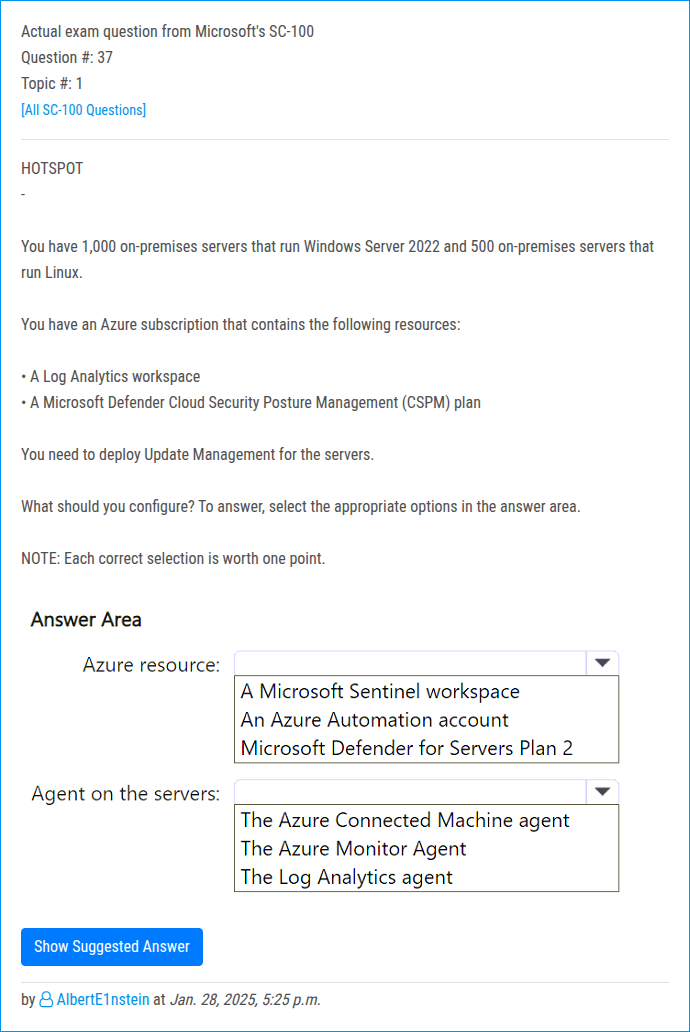 Actual exam question from Microsoft's SC-100
Question #: 37
Topic #: 1
[All SC-100 Questions]
HOTSPOT
-
You have 1,000 on-premises servers that run Windows Server 2022 and 500 on-premises servers that
run Linux.
You have an Azure subscription that contains the following resources:
• A Log Analytics workspace
• A Microsoft Defender Cloud Security Posture Management (CSPM) plan
You need to deploy Update Management for the servers.
What should you configure? To answer, select the appropriate options in the answer area.
NOTE: Each correct selection is worth one point.
Answer Area
Azure resource:
A Microsoft Sentinel workspace
An Azure Automation account
Microsoft Defender for Servers Plan 2
Agent on the servers:
The Azure Connected Machine agent
The Azure Monitor Agent
The Log Analytics agent
Show Suggested Answer
by AlbertE1nstein at Jan. 28, 2025, 5:25 p.m.